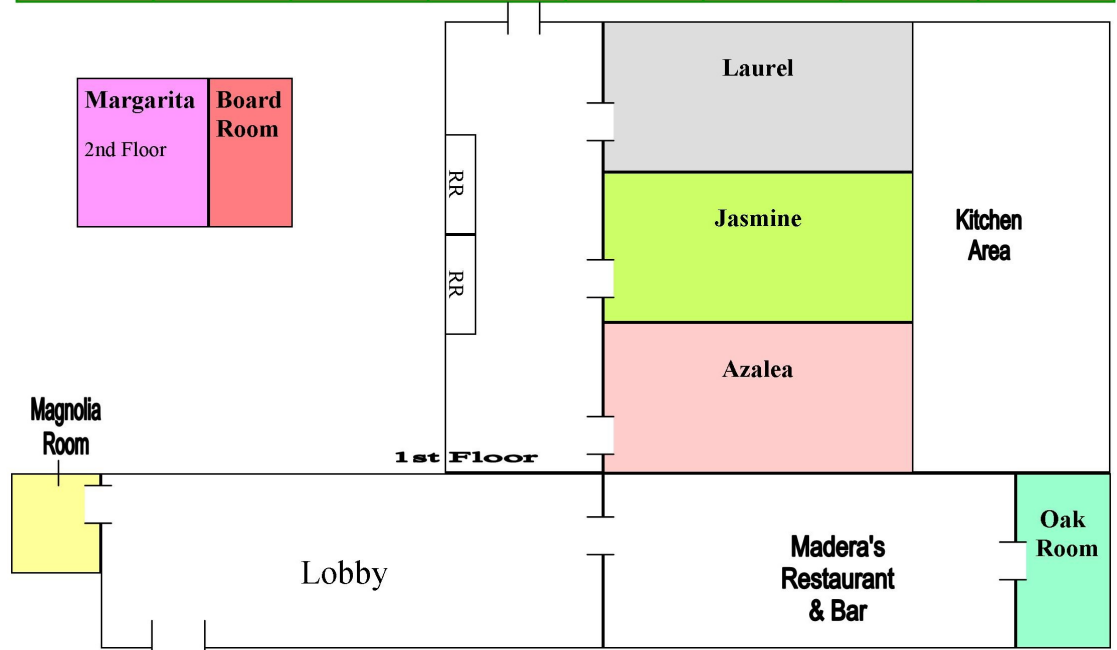 Laurel
Margarita
2nd Floor
Board
Room
RR
Jasmine
Kitchen
Area
RR
Azalea
Magnolia
Room
1st Floor
Oak
Room
Madera's
Restaurant
& Bar
Lobby